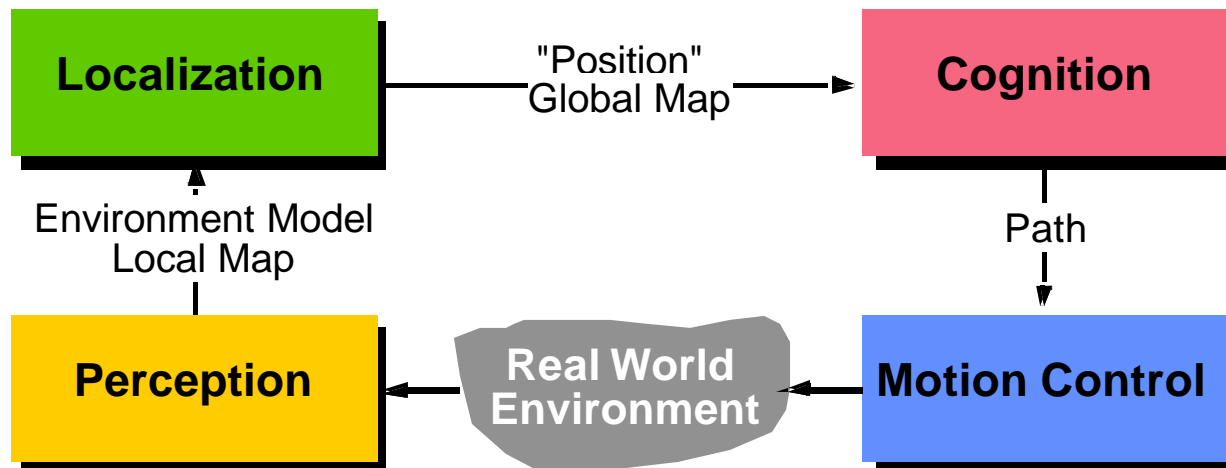 Localization
"Position"
Global Map
Cognition
Environment Model
Local Map
Path
Perception
Real World
Environment
Motion Control